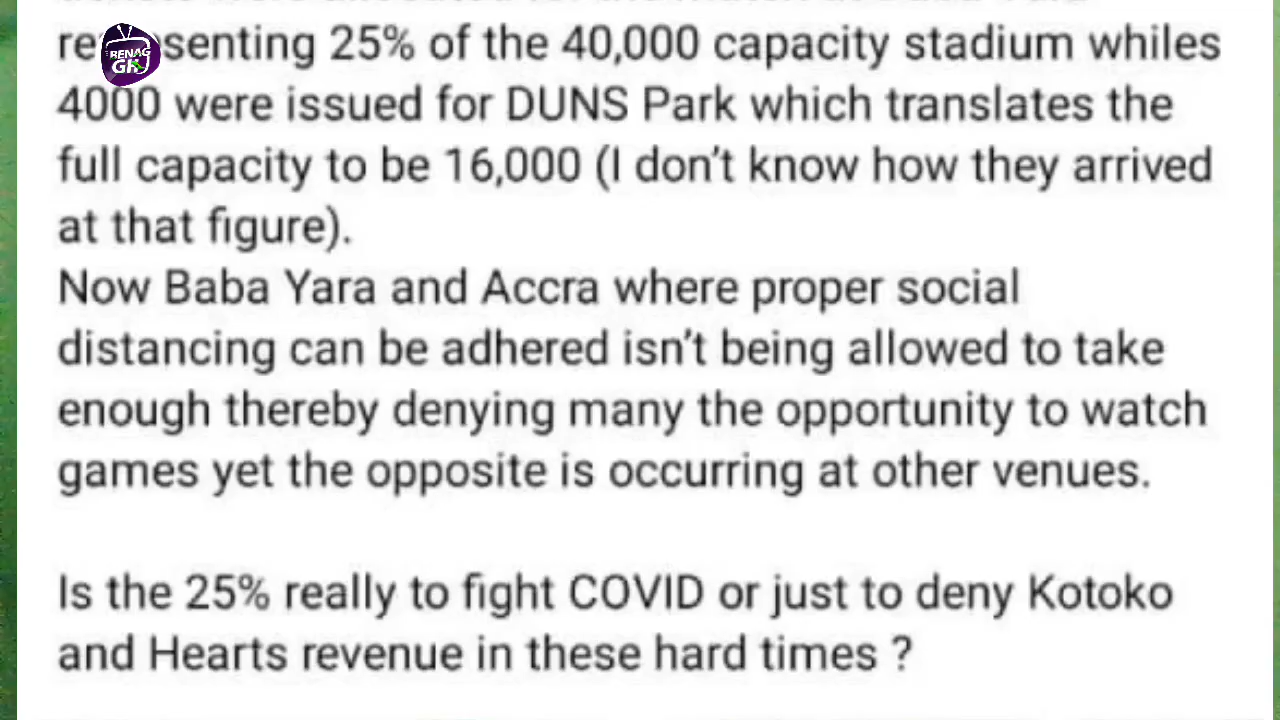 representing 25% of the 40,000 capacity stadium whiles
4000 were issued for DUNS Park which translates the
full capacity to be 16,000 (I don't know how they arrived
at that figure).
Now Baba Yara and Accra where proper social
distancing can be adhered isn't being allowed to take
enough thereby denying many the opportunity to watch
games yet the opposite is occurring at other venues.
Is the 25% really to fight COVID or just to deny Kotoko
and Hearts revenue in these hard times ?